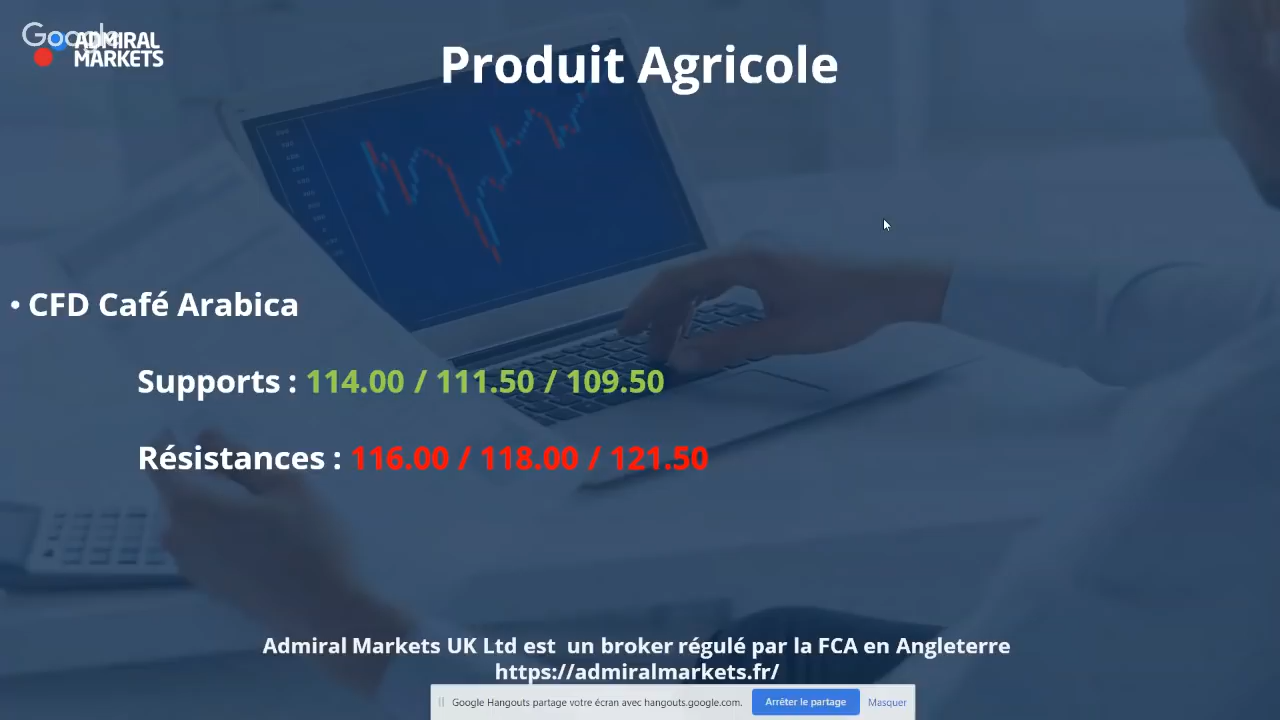 Google
ADMIRAL
MARKETS
Produit Agricole
• CFD Café Arabica
Supports : 114.00 / 111.50 / 109.50
Résistances : 116.00 / 118.00 / 121.50
Admiral Markets UK Ltd est un broker régulé par la FCA en Angleterre
https://admiralmarkets.fr/
Google Hangouts partage votre écran avec hangouts.google.com. Arrêter le partage Masquer